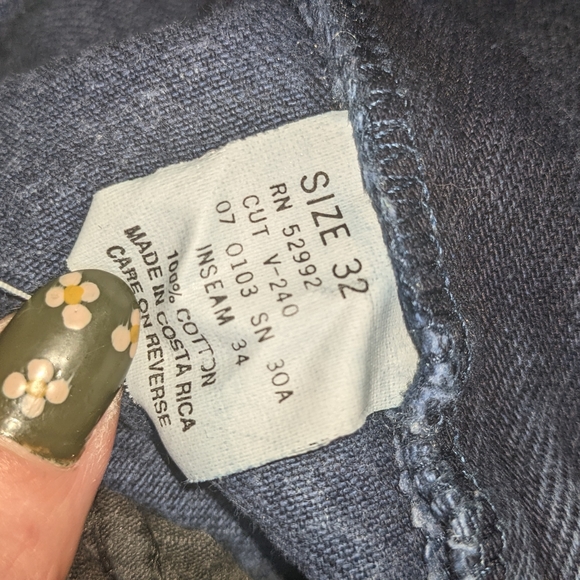 SIZE 32
RN 52992
CUT V-240
07 0103 SN 30A
INSEAM 34
100% COTTON
MADE IN COSTA RICA
CARE ON REVERSE